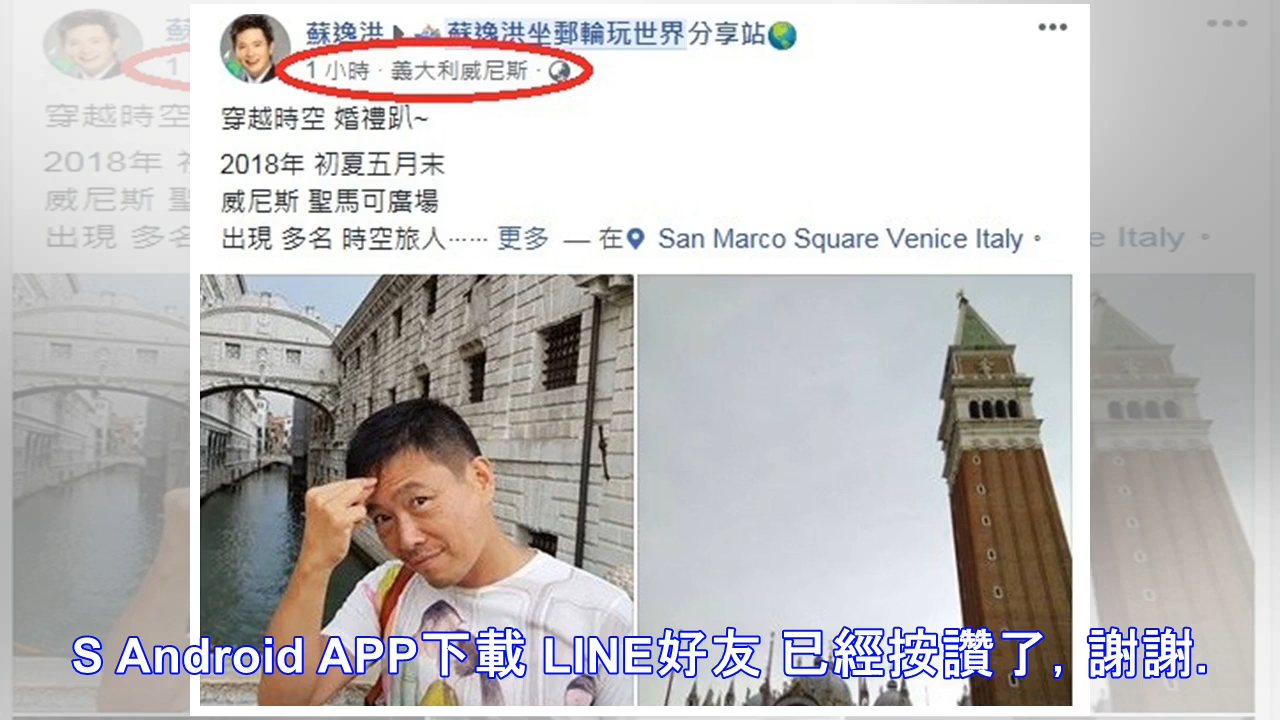 蘇逸洪 ▶ 🚢 蘇逸洪坐郵輪玩世界分享站🌏
1 小時 · 義大利威尼斯 ·
穿越時空 婚禮趴~
2018年 初夏五月末
威尼斯 聖馬可廣場
出現 多名 時空旅人⋯⋯ 更多 — 在 San Marco Square Venice Italy。
S Android APP下載 LINE好友 已經按讚了, 謝謝.